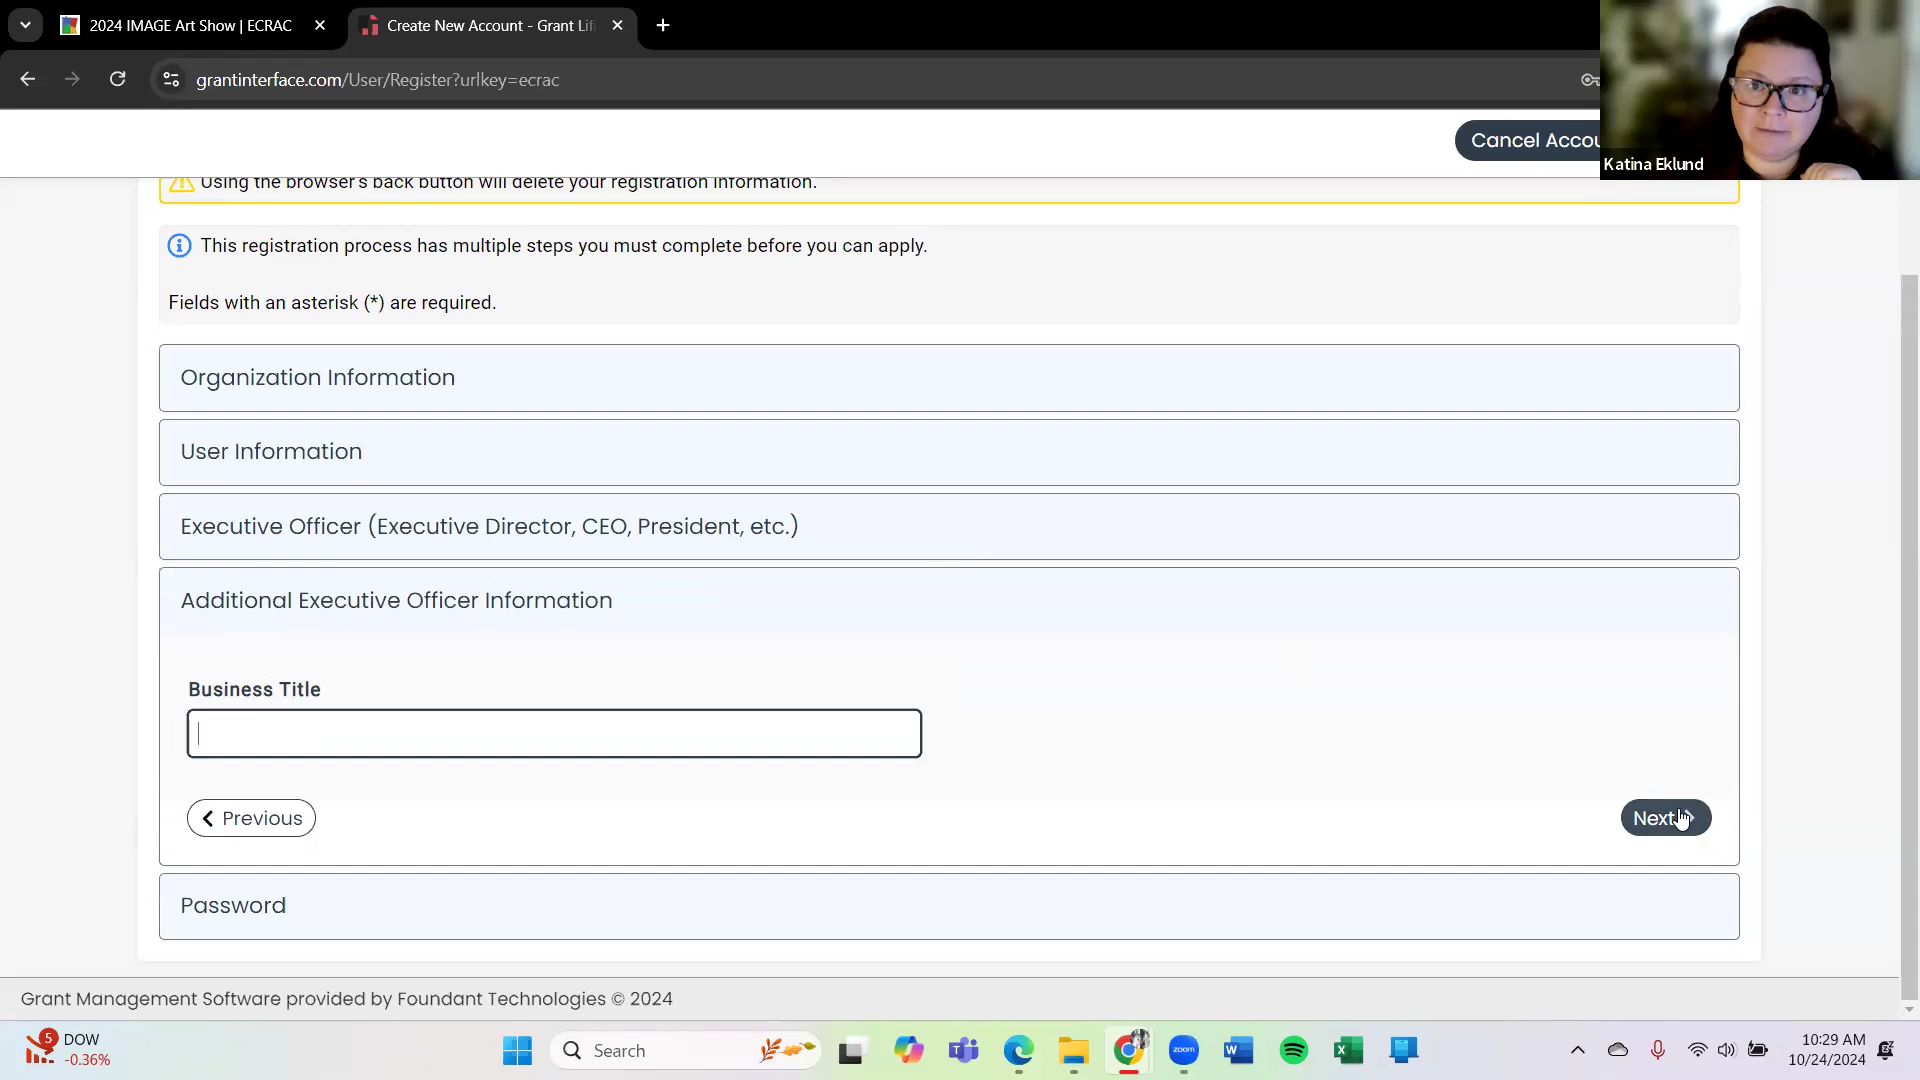 2024 IMAGE Art Show | ECRAC
Create New Account - Grant Lif
grantinterface.com/User/Register?urlkey=ecrac
Cancel Accou
Katina Eklund
Using the browser's back button will delete your registration information.
This registration process has multiple steps you must complete before you can apply.
Fields with an asterisk (*) are required.
Organization Information
User Information
Executive Officer (Executive Director, CEO, President, etc.)
Additional Executive Officer Information
Business Title
Previous
Next
Password
Grant Management Software provided by Foundant Technologies © 2024
5
DOW
-0.36%
Search
zoom
10:29 AM
10/24/2024